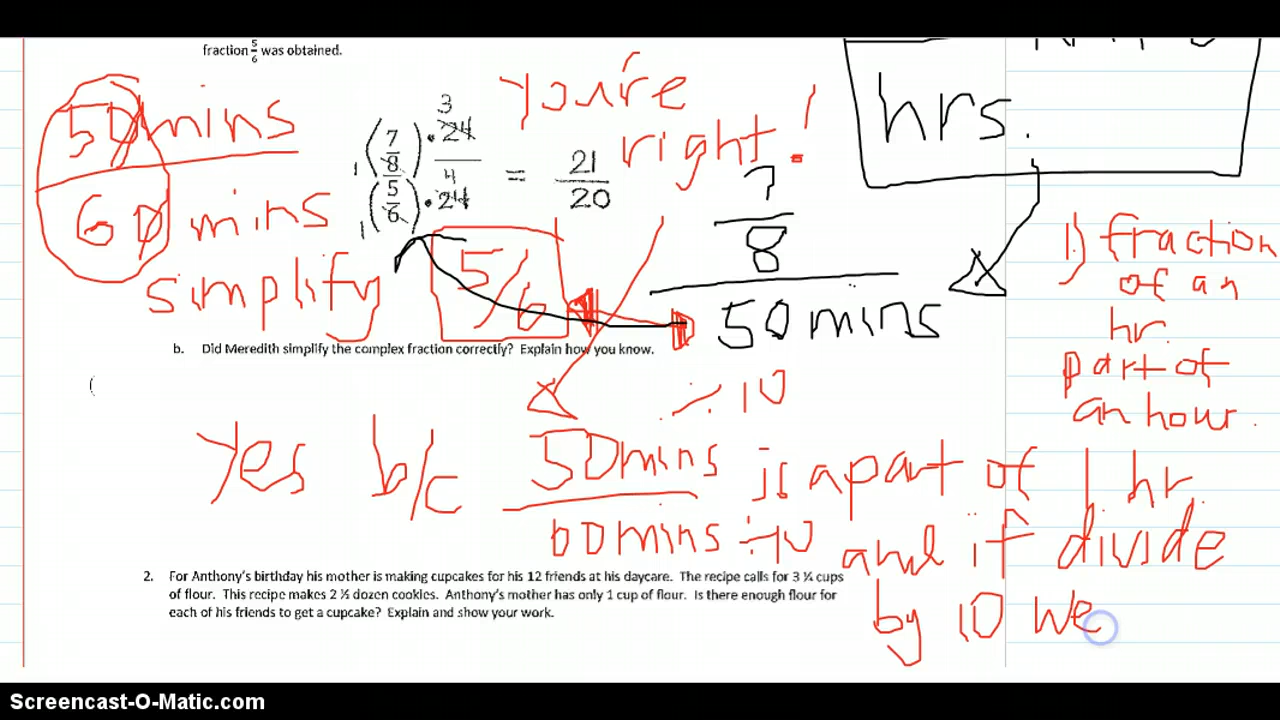 fraction 5/6 was obtained.
50 mins
60 mins
simplify 5/6
(7/8) • 24 3
1 (5/6) • 24 4 = 21/20
you're
right!
hrs.
7
8
50 mins
1) fraction
of an
hr.
part of
an hour.
b. Did Meredith simplify the complex fraction correctly? Explain how you know.
(
÷ 10
Yes b/c 50 mins is a part of 1 hr.
60 mins ÷10 and if divide
by 10 we
2. For Anthony's birthday his mother is making cupcakes for his 12 friends at his daycare. The recipe calls for 3 ¼ cups
of flour. This recipe makes 2 ½ dozen cookies. Anthony's mother has only 1 cup of flour. Is there enough flour for
each of his friends to get a cupcake? Explain and show your work.
Screencast-O-Matic.com